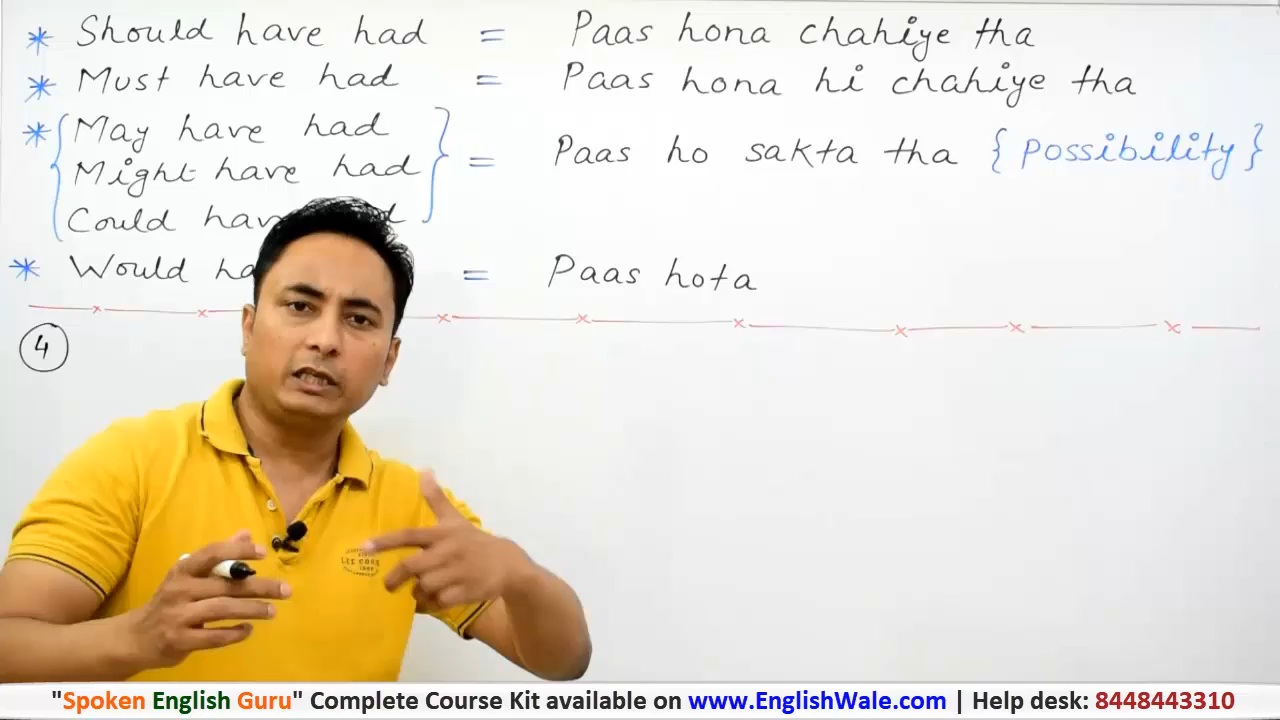 * Should have had = Paas hona chahiye tha
* Must have had = Paas hona hi chahiye tha
* { May have had
Might have had } = Paas ho sakta tha { Possibility }
Could have
* Would = Paas hota
4
"Spoken English Guru" Complete Course Kit available on www.EnglishWale.com | Help desk: 8448443310